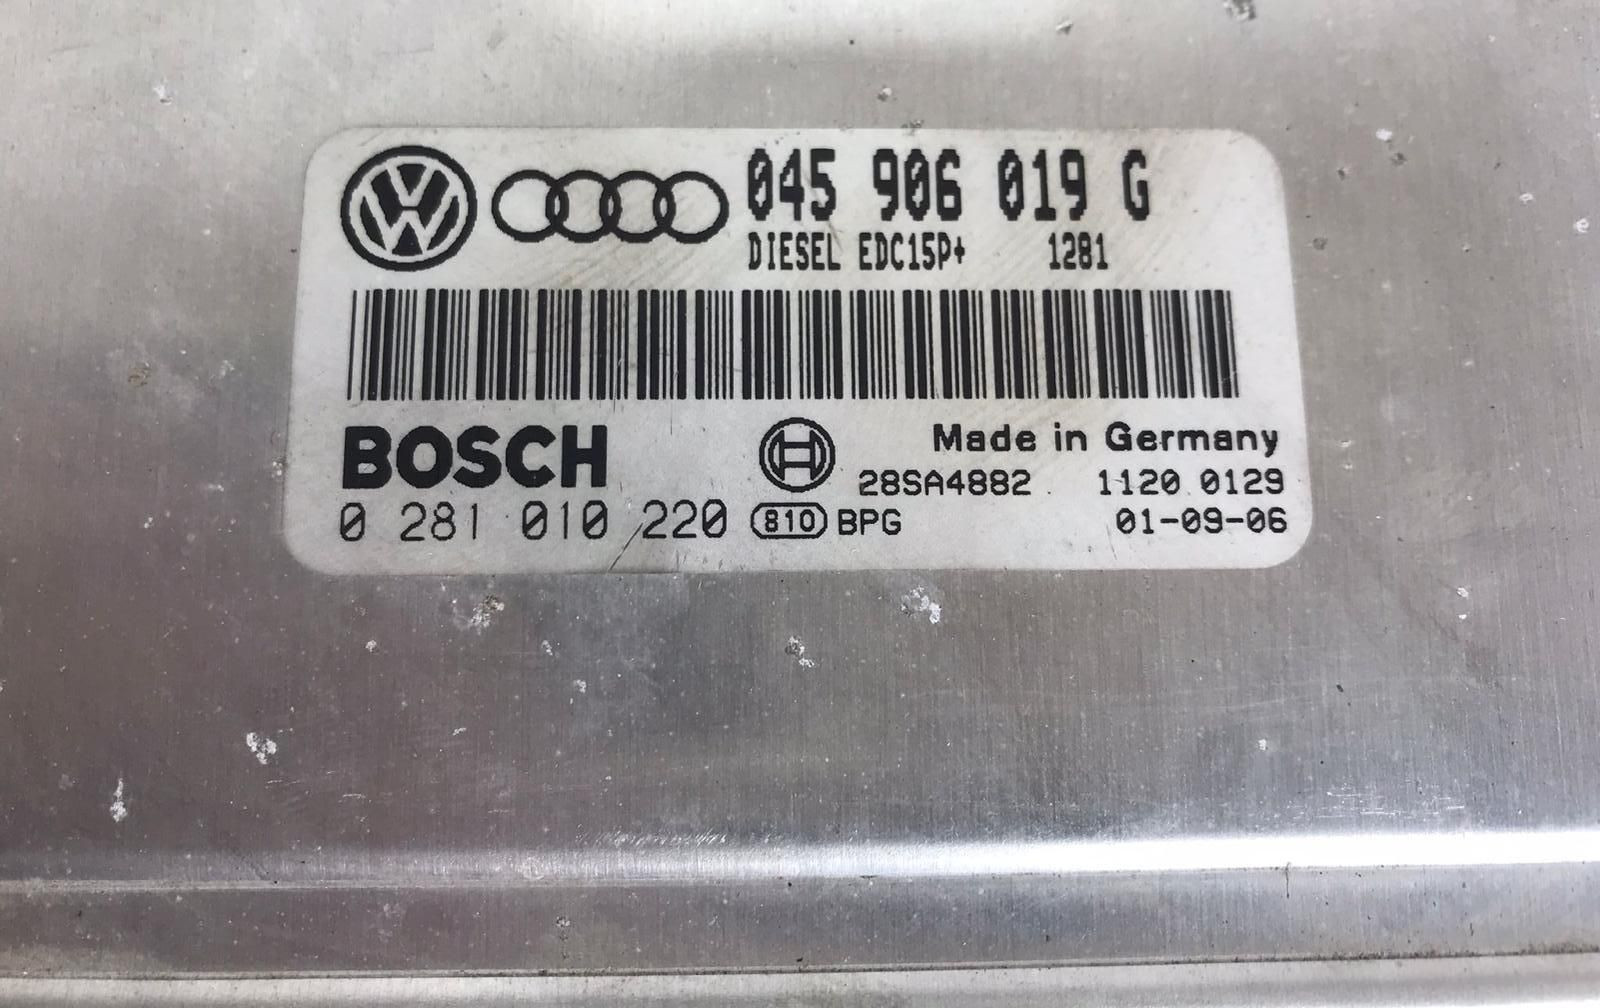 045 906 019 G
DIESEL EDC15P+ 1281
BOSCH
Made in Germany
28SA4882 1120 0129
0 281 010 220 810 BPG 01-09-06